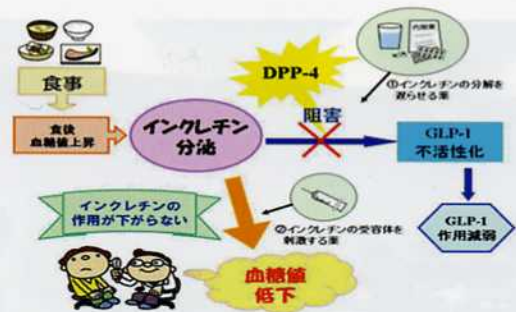 食事
食後
血糖値上昇
インクレチン
分泌
DPP-4
阻害
内服薬
①インクレチンの分解を
遅らせる薬
GLP-1
不活性化
GLP-1
作用減弱
インクレチンの
作用が下がらない
②インクレチンの受容体を
刺激する薬
血糖値
低下